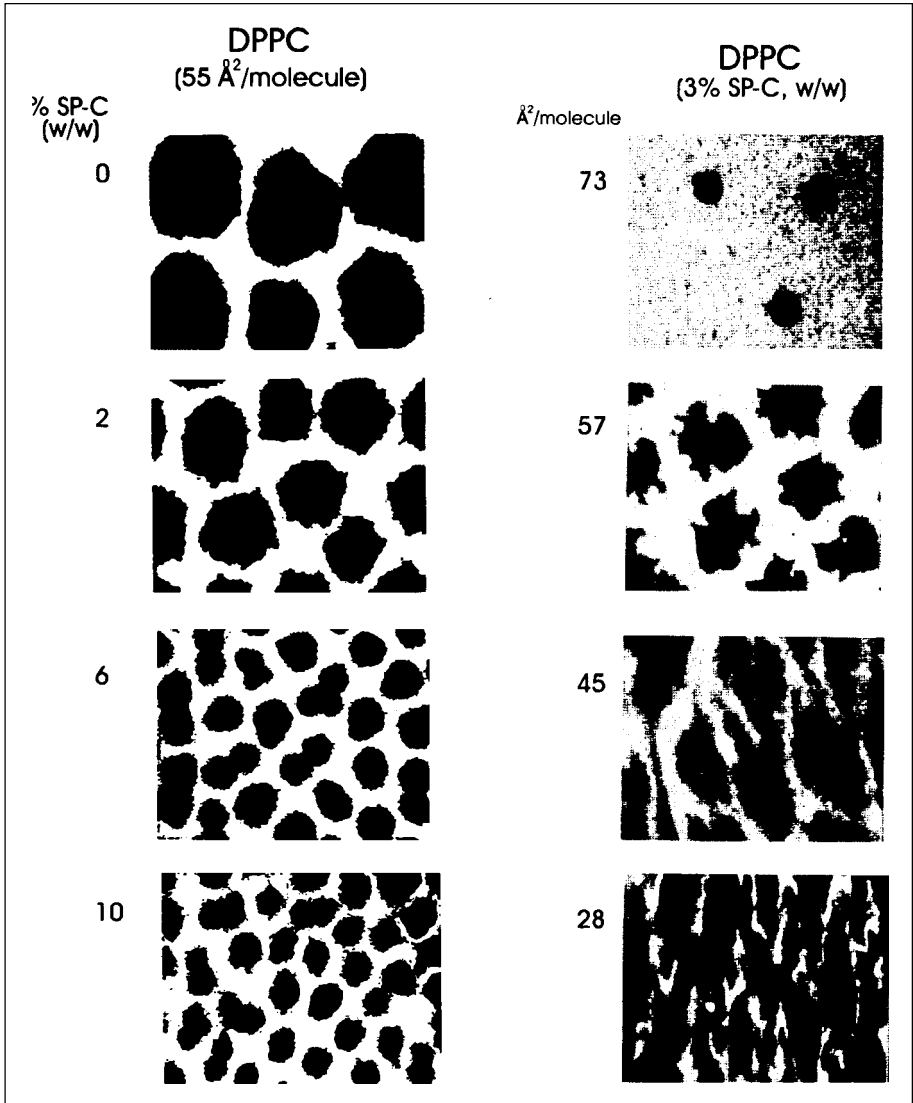 DPPC
(55 Å²/molecule)
% SP-C
(w/w)
0
2
6
10
DPPC
(3% SP-C, w/w)
Å²/molecule
73
57
45
28